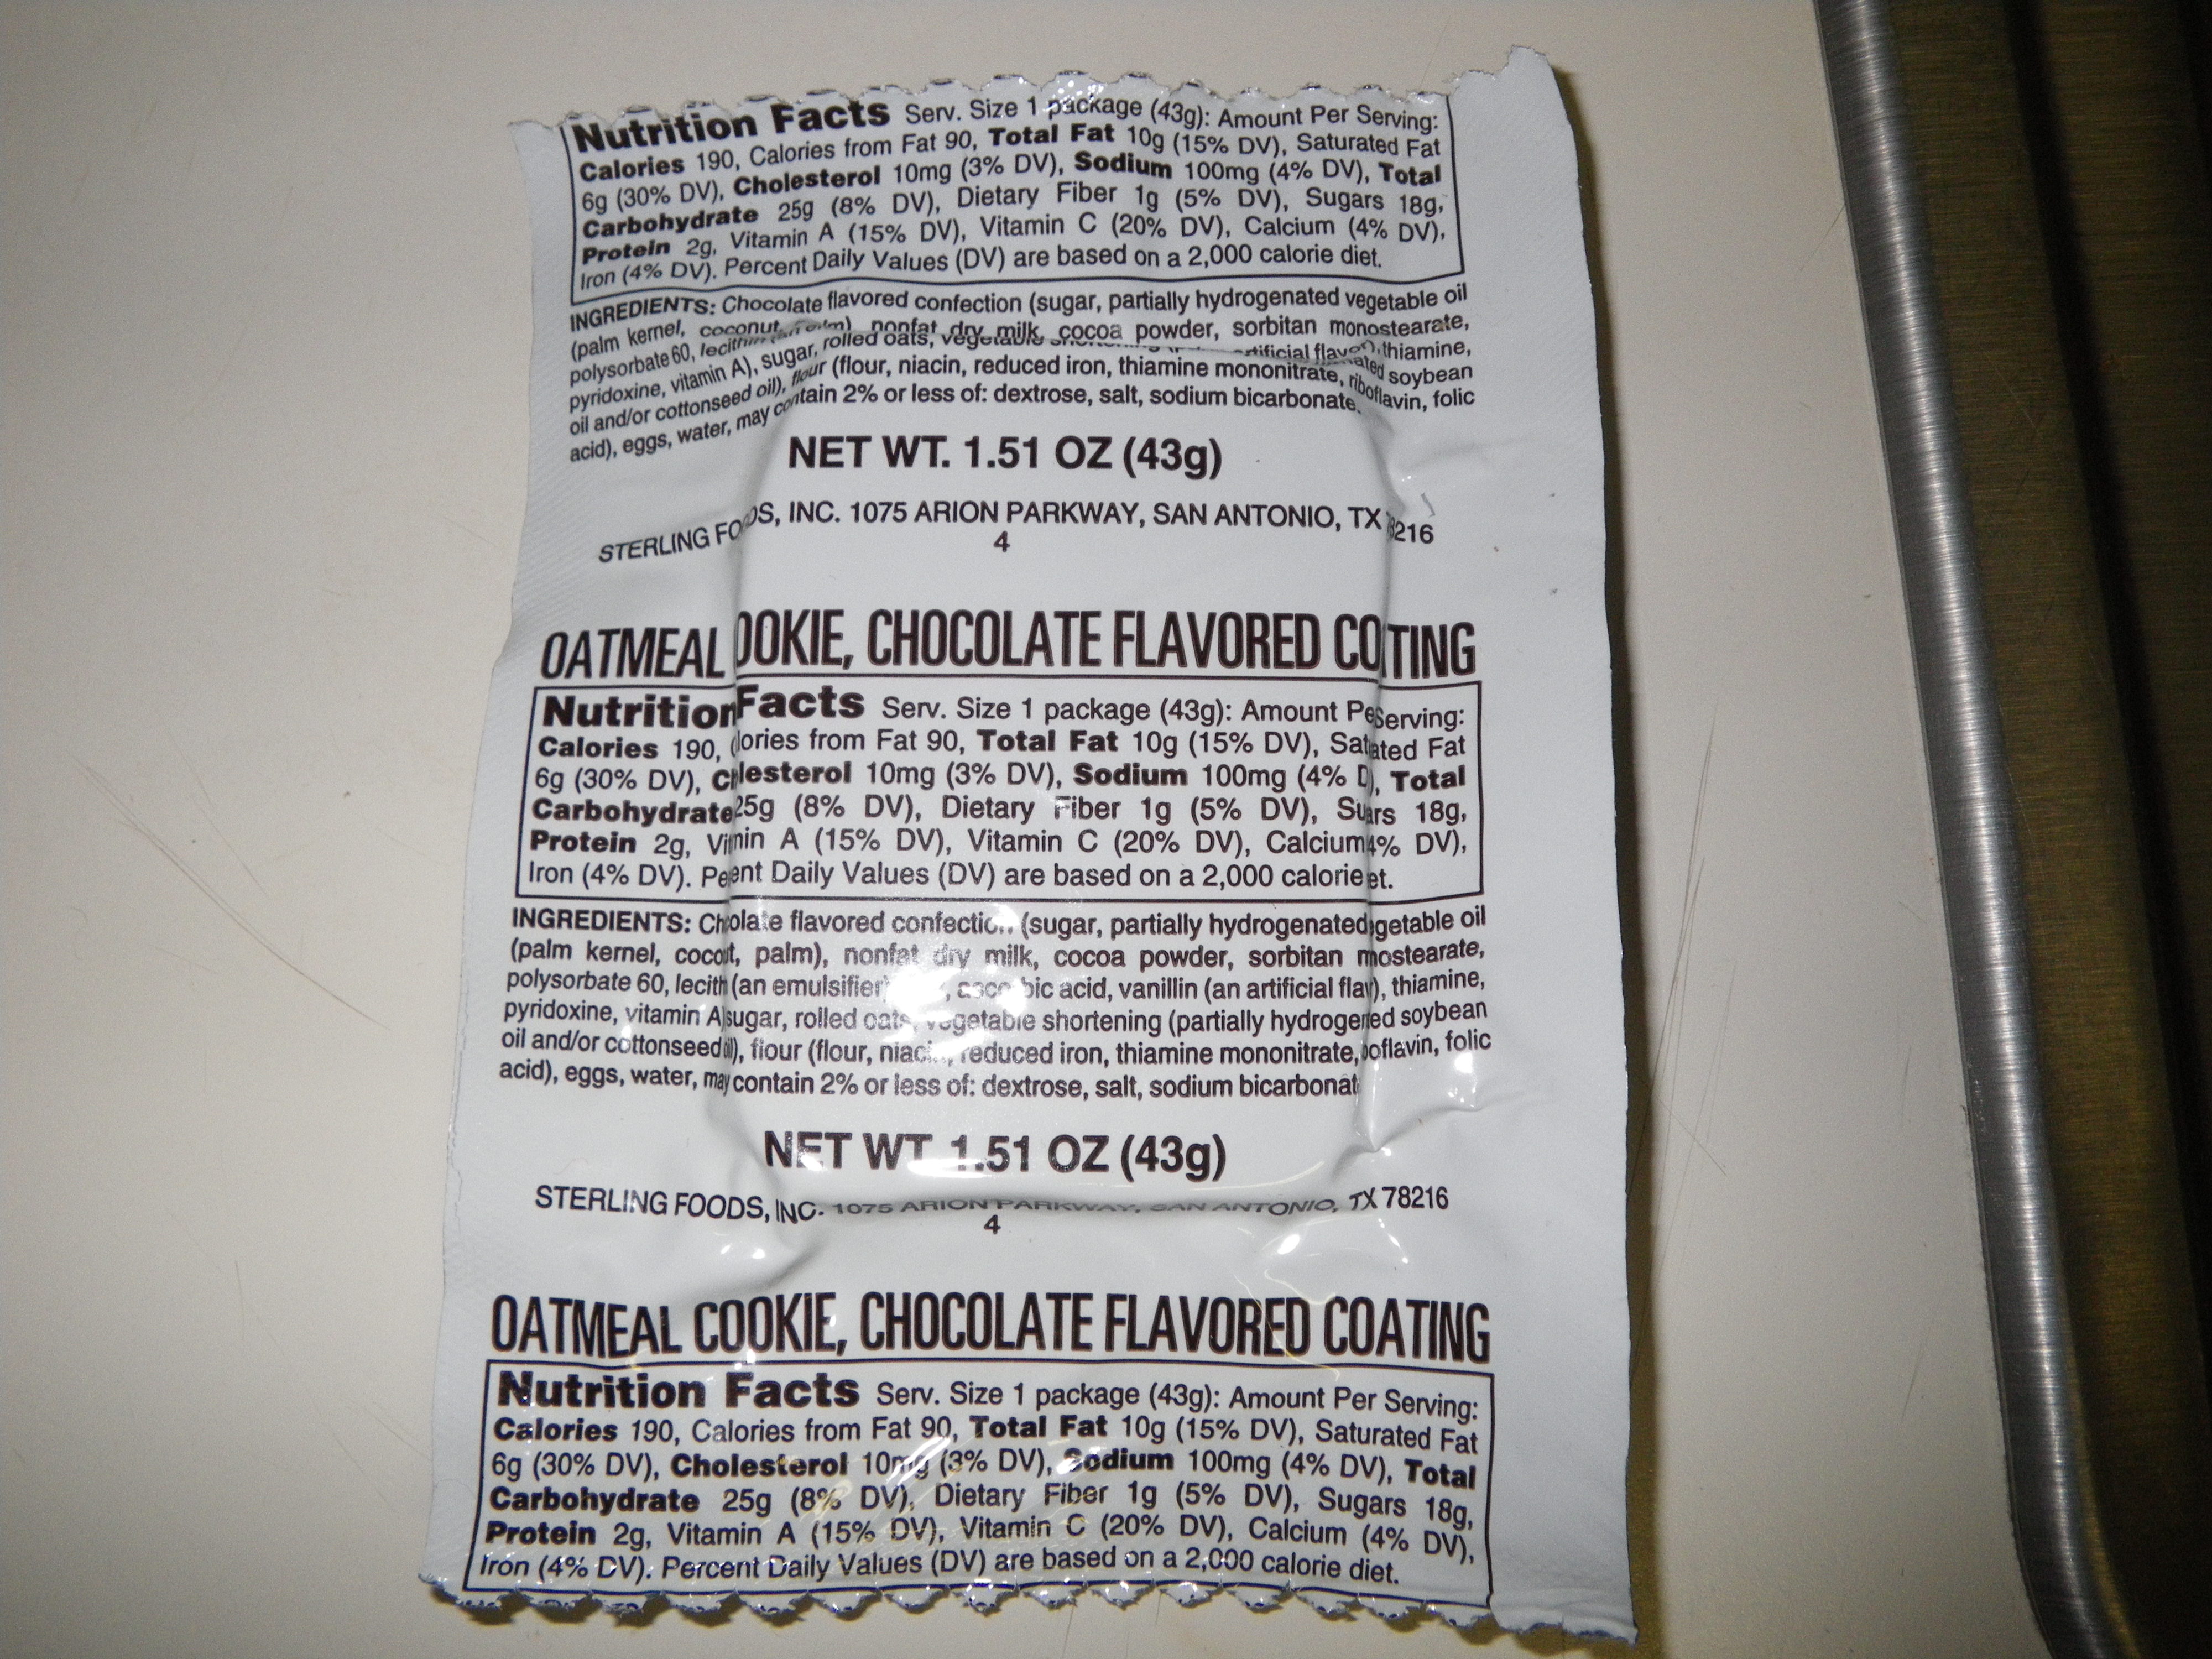 Nutrition Facts Serv. Size 1 package (43g): Amount Per Serving:
Calories 190, Calories from Fat 90, Total Fat 10g (15% DV), Saturated Fat
6g (30% DV), Cholesterol 10mg (3% DV), Sodium 100mg (4% DV), Total
Carbohydrate 25g (8% DV), Dietary Fiber 1g (5% DV), Sugars 18g,
Protein 2g, Vitamin A (15% DV), Vitamin C (20% DV), Calcium (4% DV),
Iron (4% DV). Percent Daily Values (DV) are based on a 2,000 calorie diet.
INGREDIENTS: Chocolate flavored confection (sugar, partially hydrogenated vegetable oil
(palm kernel, coconut, palm), nonfat dry milk, cocoa powder, sorbitan monostearate,
polysorbate 60, lecithin artificial flavor), thiamine,
pyridoxine, vitamin A), sugar, rolled oats, vegetable soybean
oil and/or cottonseed oil), flour (flour, niacin, reduced iron, thiamine mononitrate, riboflavin, folic
acid), eggs, water, may contain 2% or less of: dextrose, salt, sodium bicarbonate.
NET WT. 1.51 OZ (43g)
STERLING FOODS, INC. 1075 ARION PARKWAY, SAN ANTONIO, TX 78216
4
OATMEAL COOKIE, CHOCOLATE FLAVORED COATING
Nutrition Facts Serv. Size 1 package (43g): Amount Per Serving:
Calories 190, Calories from Fat 90, Total Fat 10g (15% DV), Saturated Fat
6g (30% DV), Cholesterol 10mg (3% DV), Sodium 100mg (4% DV), Total
Carbohydrate 25g (8% DV), Dietary Fiber 1g (5% DV), Sugars 18g,
Protein 2g, Vitamin A (15% DV), Vitamin C (20% DV), Calcium (4% DV),
Iron (4% DV). Percent Daily Values (DV) are based on a 2,000 calorie diet.
INGREDIENTS: Chocolate flavored confection (sugar, partially hydrogenated vegetable oil
(palm kernel, coconut, palm), nonfat dry milk, cocoa powder, sorbitan monostearate,
polysorbate 60, lecithin (an emulsifier) , ascorbic acid, vanillin (an artificial flavor), thiamine,
pyridoxine, vitamin A), sugar, rolled oats, vegetable shortening (partially hydrogenated soybean
oil and/or cottonseed oil), flour (flour, niacin, reduced iron, thiamine mononitrate, riboflavin, folic
acid), eggs, water, may contain 2% or less of: dextrose, salt, sodium bicarbonate
NET WT. 1.51 OZ (43g)
STERLING FOODS, INC. 1075 ARION PARKWAY, SAN ANTONIO, TX 78216
4
OATMEAL COOKIE, CHOCOLATE FLAVORED COATING
Nutrition Facts Serv. Size 1 package (43g): Amount Per Serving:
Calories 190, Calories from Fat 90, Total Fat 10g (15% DV), Saturated Fat
6g (30% DV), Cholesterol 10mg (3% DV), Sodium 100mg (4% DV), Total
Carbohydrate 25g (8% DV), Dietary Fiber 1g (5% DV), Sugars 18g,
Protein 2g, Vitamin A (15% DV), Vitamin C (20% DV), Calcium (4% DV),
Iron (4% DV). Percent Daily Values (DV) are based on a 2,000 calorie diet.